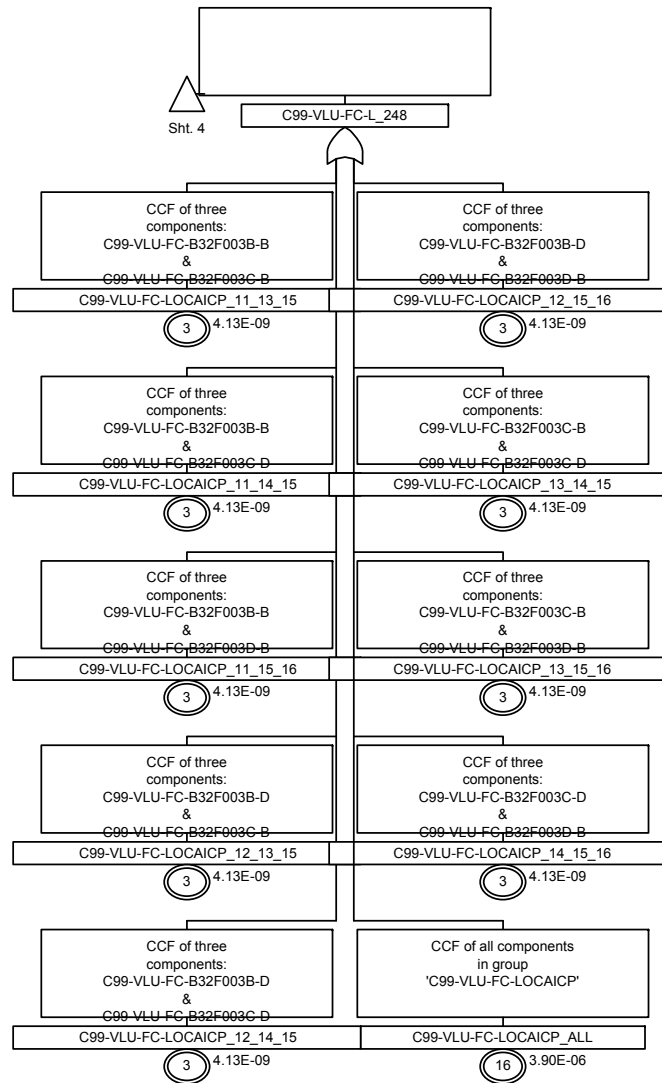 Sht. 4
C99-VLU-FC-L_248
CCF of three
components:
C99-VLU-FC-B32F003B-B
&
C99-VLU-FC-B32F003C-B
C99-VLU-FC-LOCAICP_11_13_15
3
4.13E-09
CCF of three
components:
C99-VLU-FC-B32F003B-D
&
C99-VLU-FC-B32F003D-B
C99-VLU-FC-LOCAICP_12_15_16
3
4.13E-09
CCF of three
components:
C99-VLU-FC-B32F003B-B
&
C99-VLU-FC-B32F003C-D
C99-VLU-FC-LOCAICP_11_14_15
3
4.13E-09
CCF of three
components:
C99-VLU-FC-B32F003C-B
&
C99-VLU-FC-B32F003C-D
C99-VLU-FC-LOCAICP_13_14_15
3
4.13E-09
CCF of three
components:
C99-VLU-FC-B32F003B-B
&
C99-VLU-FC-B32F003D-B
C99-VLU-FC-LOCAICP_11_15_16
3
4.13E-09
CCF of three
components:
C99-VLU-FC-B32F003C-B
&
C99-VLU-FC-B32F003D-B
C99-VLU-FC-LOCAICP_13_15_16
3
4.13E-09
CCF of three
components:
C99-VLU-FC-B32F003B-D
&
C99-VLU-FC-B32F003C-B
C99-VLU-FC-LOCAICP_12_13_15
3
4.13E-09
CCF of three
components:
C99-VLU-FC-B32F003C-D
&
C99-VLU-FC-B32F003D-B
C99-VLU-FC-LOCAICP_14_15_16
3
4.13E-09
CCF of three
components:
C99-VLU-FC-B32F003B-D
&
C99-VLU-FC-B32F003C-D
C99-VLU-FC-LOCAICP_12_14_15
3
4.13E-09
CCF of all components
in group
'C99-VLU-FC-LOCAICP'
C99-VLU-FC-LOCAICP_ALL
16
3.90E-06